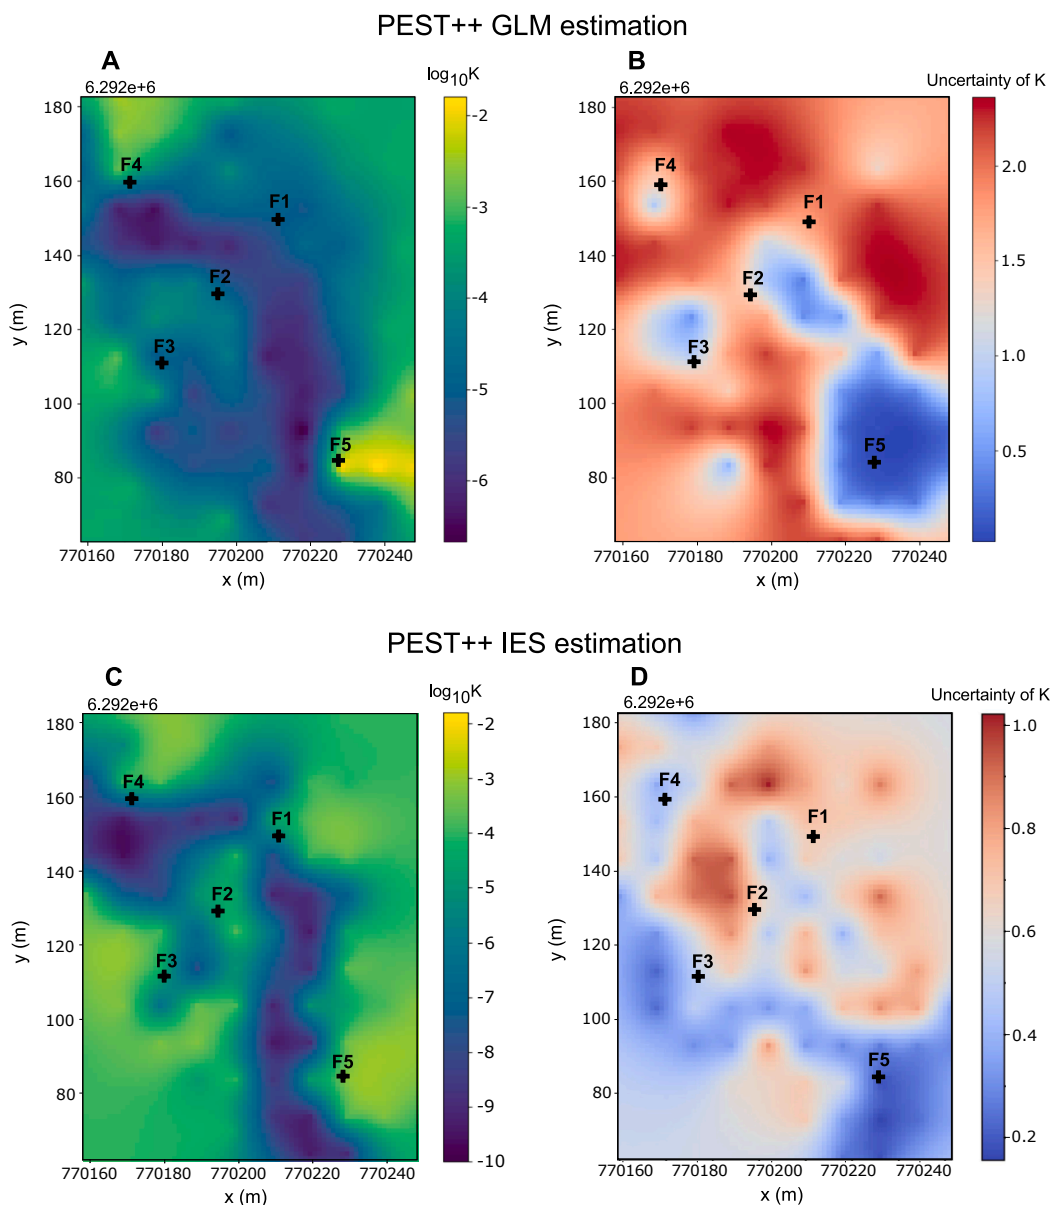 PEST++ GLM estimation
A
6.292e+6
log10K
180
160
140
120
100
80
y (m)
F4
F1
F2
F3
F5
770160 770180 770200 770220 770240
x (m)
-2
-3
-4
-5
-6
B
6.292e+6
Uncertainty of K
180
160
140
120
100
80
y (m)
F4
F1
F2
F3
F5
770160 770180 770200 770220 770240
x (m)
2.0
1.5
1.0
0.5
PEST++ IES estimation
C
6.292e+6
log10K
180
160
140
120
100
80
y (m)
F4
F1
F2
F3
F5
770160 770180 770200 770220 770240
x (m)
-2
-3
-4
-5
-6
-7
-8
-9
-10
D
6.292e+6
Uncertainty of K
180
160
140
120
100
80
y (m)
F4
F1
F2
F3
F5
770160 770180 770200 770220 770240
x (m)
1.0
0.8
0.6
0.4
0.2